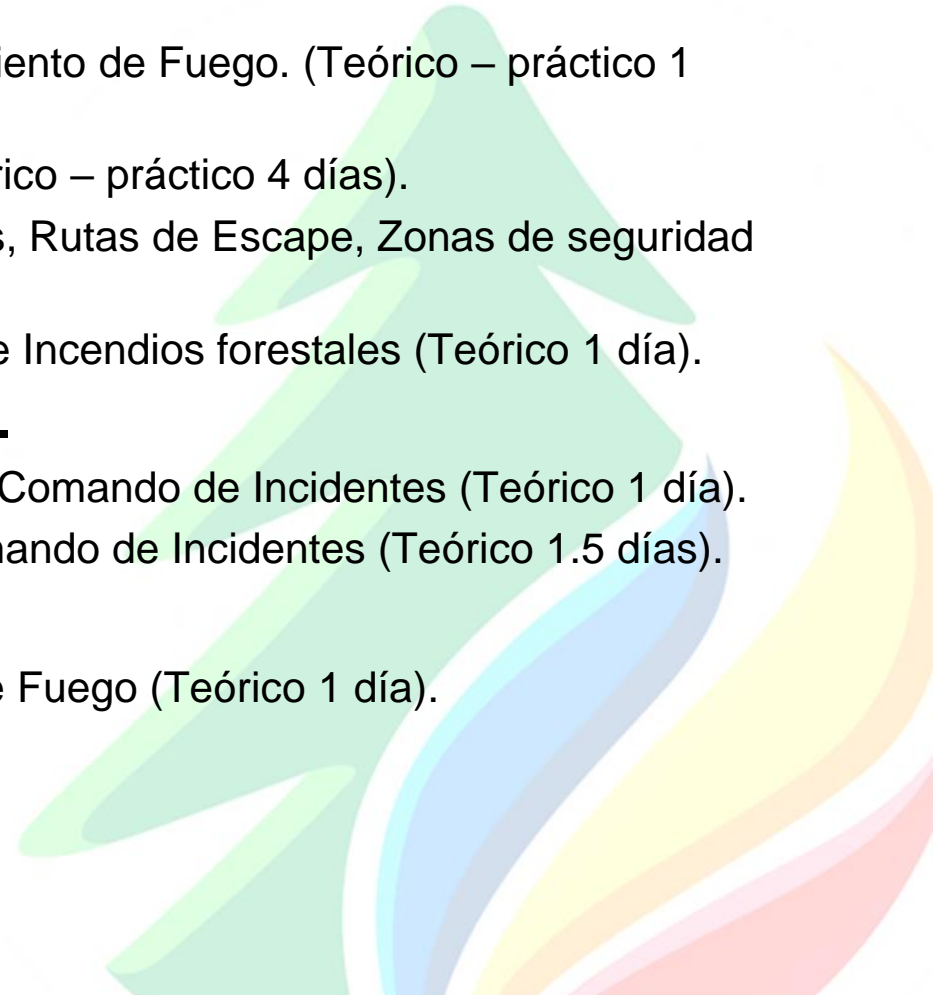 iento de Fuego. (Teórico – práctico 1
rico – práctico 4 días).
s, Rutas de Escape, Zonas de seguridad
e Incendios forestales (Teórico 1 día).
Comando de Incidentes (Teórico 1 día).
nando de Incidentes (Teórico 1.5 días).
e Fuego (Teórico 1 día).